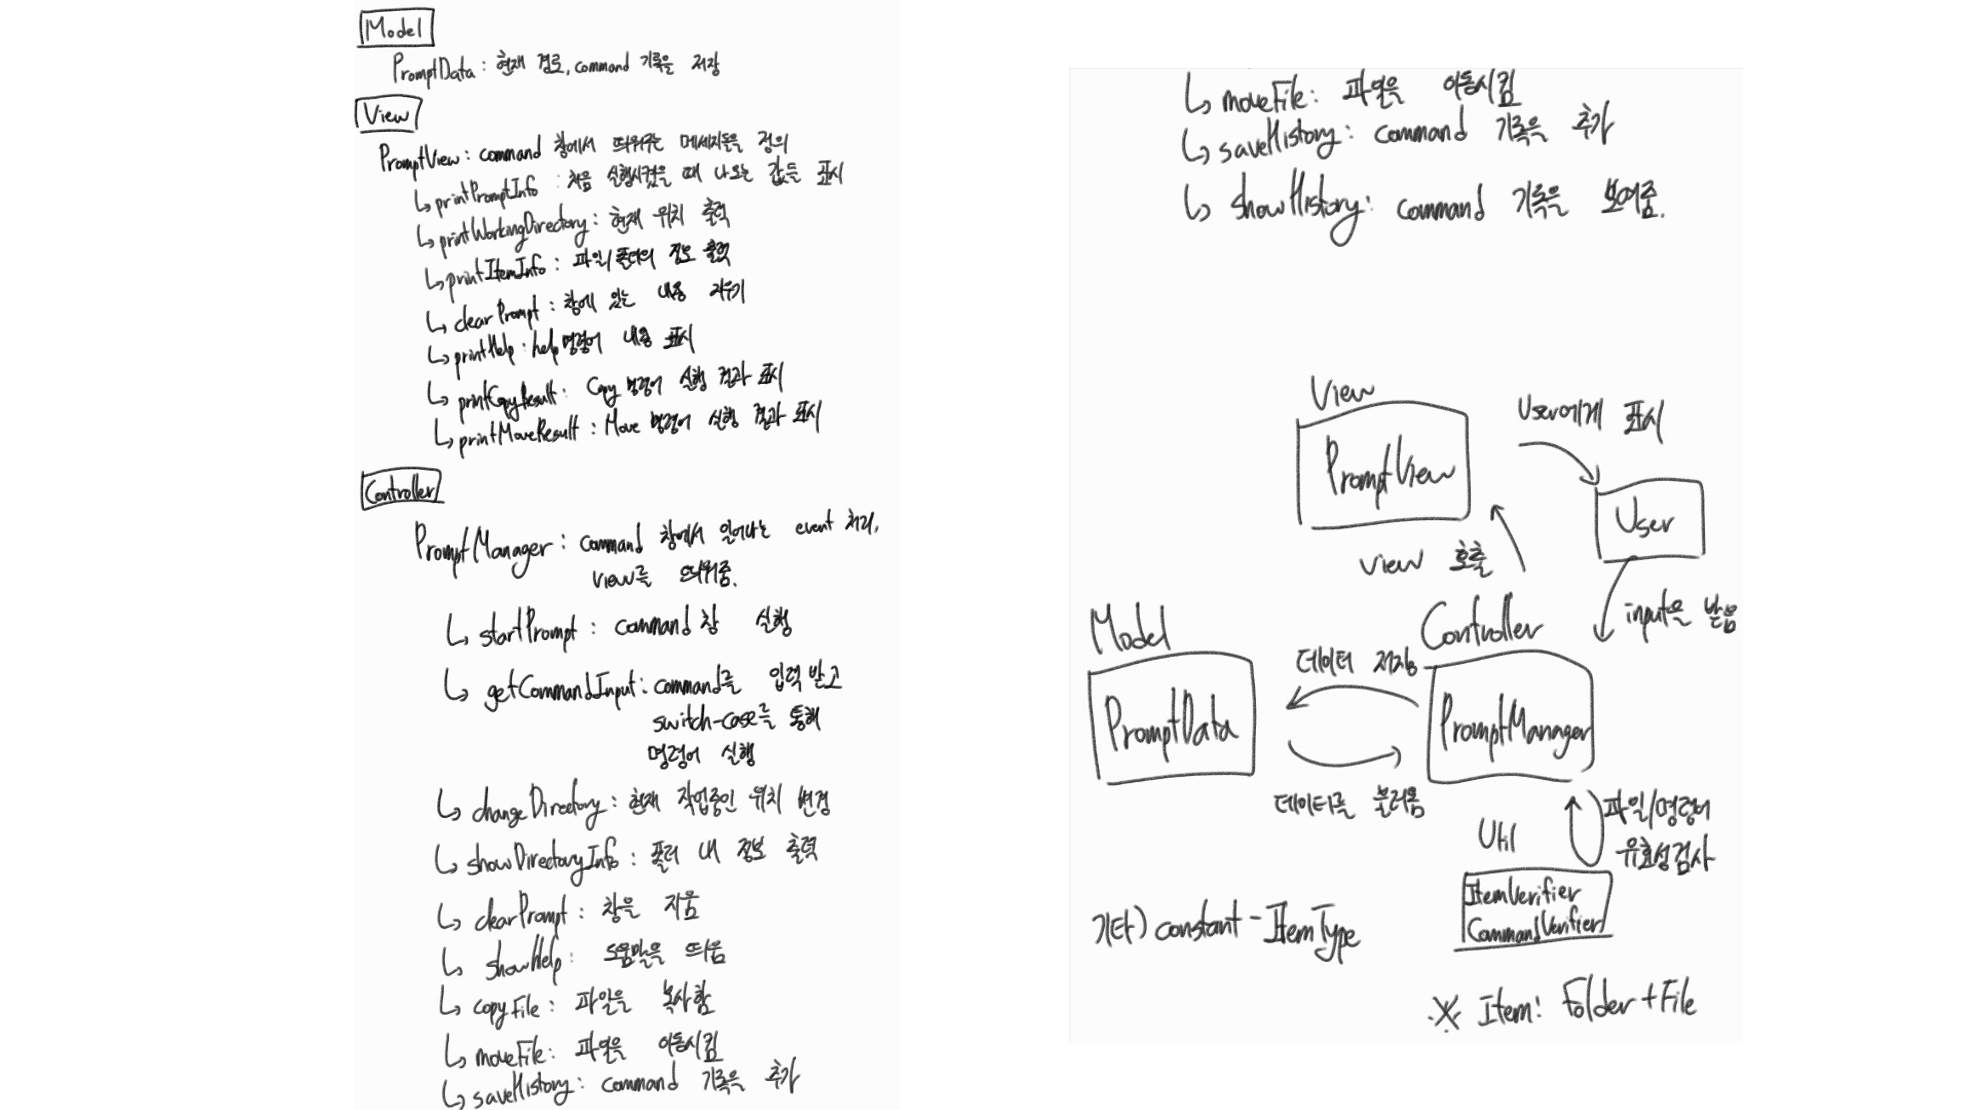 Model
PromptData : 현재 경로, command 기록을 저장
View
PromptView : command 창에서 띄워주는 메세지들을 정의
↳ printPromptInfo : 처음 실행시켰을 때 나오는 값들 표시
↳ printWorkingDirectory : 현재 위치 출력
↳ printItemInfo : 파일/폴더의 정보 출력
↳ clearPrompt : 창에 있는 내용 지우기
↳ printHelp : help 명령어 내용 표시
↳ printCopyResult : Copy 명령어 실행 결과 표시
↳ printMoveResult : Move 명령어 실행 결과 표시
Controller
PromptManager : command 창에서 일어나는 event 처리,
view를 띄워줌.
↳ startPrompt : command 창 실행
↳ getCommandInput : command를 입력 받고
switch-case를 통해
명령어 실행
↳ changeDirectory : 현재 작업중인 위치 변경
↳ showDirectoryInfo : 폴더 내 정보 출력
↳ clearPrompt : 창을 지움
↳ showHelp : 도움말을 띄움
↳ copyFile : 파일을 복사함
↳ moveFile : 파일을 이동시킴
↳ saveHistory : command 기록을 추가
↳ moveFile : 파일을 이동시킴
↳ saveHistory : command 기록을 추가
↳ showHistory : command 기록을 보여줌.
View
PromptView
User에게 표시
User
view 호출
input을 받음
Model
PromptData
Controller
PromptManager
데이터 저장
데이터를 불러옴
Util
파일/명령어
유효성검사
ItemVerifier
CommandVerifier
기타) constant - ItemType
※ Item : Folder + File